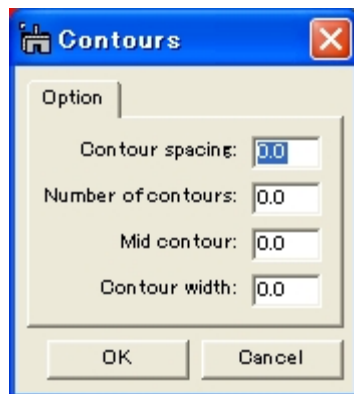 Contours
Option
Contour spacing: 0.0
Number of contours: 0.0
Mid contour: 0.0
Contour width: 0.0
OK Cancel